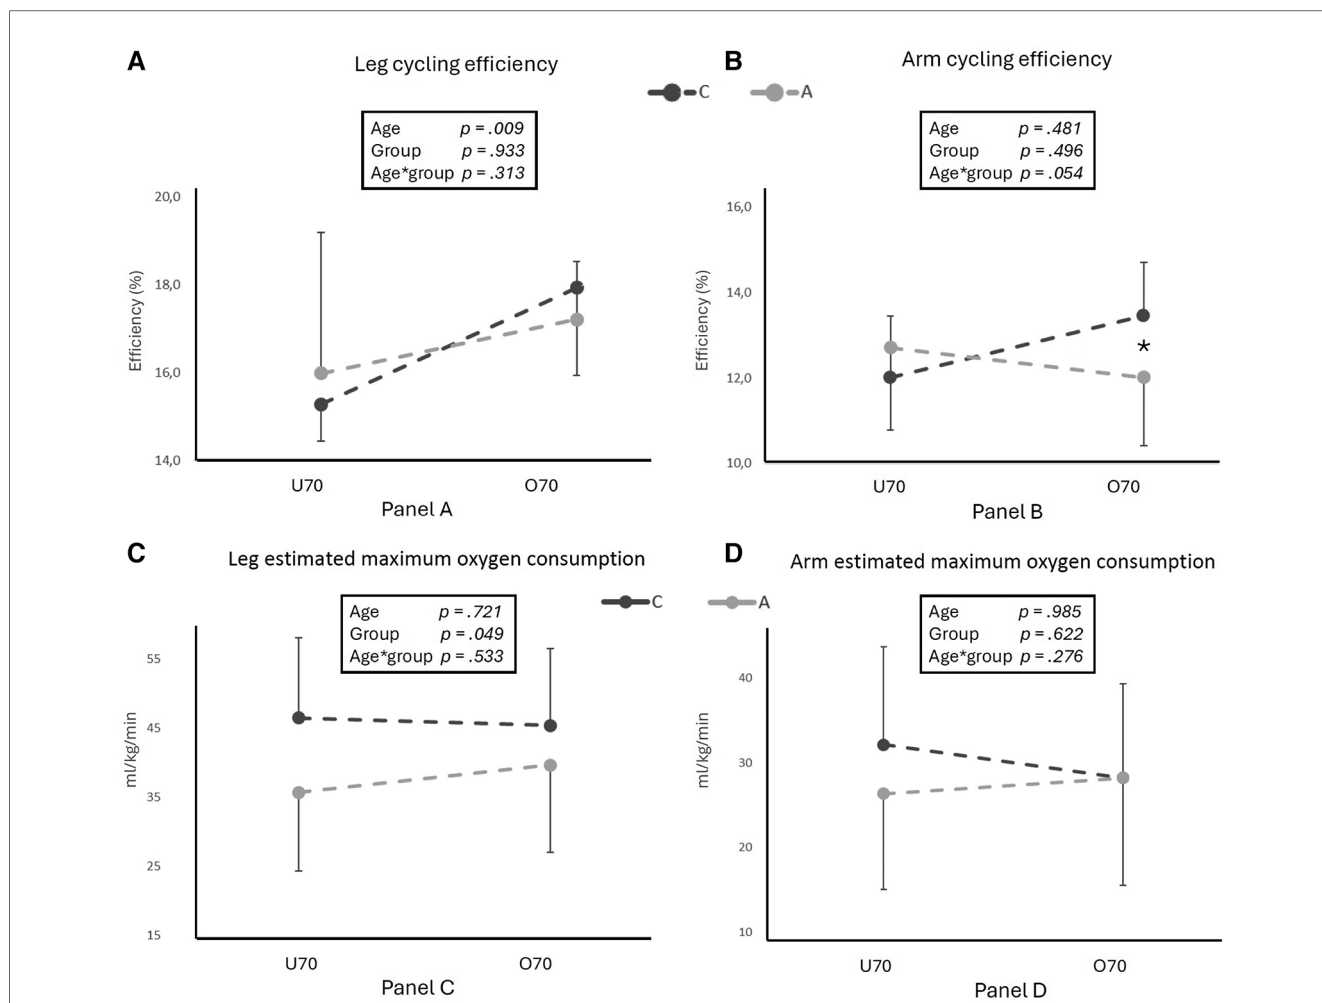 A
Leg cycling efficiency
B
Arm cycling efficiency
C
A
Age p = .009
Group p = .933
Age*group p = .313
Age p = .481
Group p = .496
Age*group p = .054
20,0
18,0
16,0
14,0
Efficiency (%)
U70
O70
Panel A
16,0
14,0
12,0
10,0
Efficiency (%)
*
U70
O70
Panel B
C
Leg estimated maximum oxygen consumption
D
Arm estimated maximum oxygen consumption
C
A
Age p = .721
Group p = .049
Age*group p = .533
Age p = .985
Group p = .622
Age*group p = .276
55
45
35
25
15
ml/kg/min
U70
O70
Panel C
40
30
20
10
ml/kg/min
U70
O70
Panel D